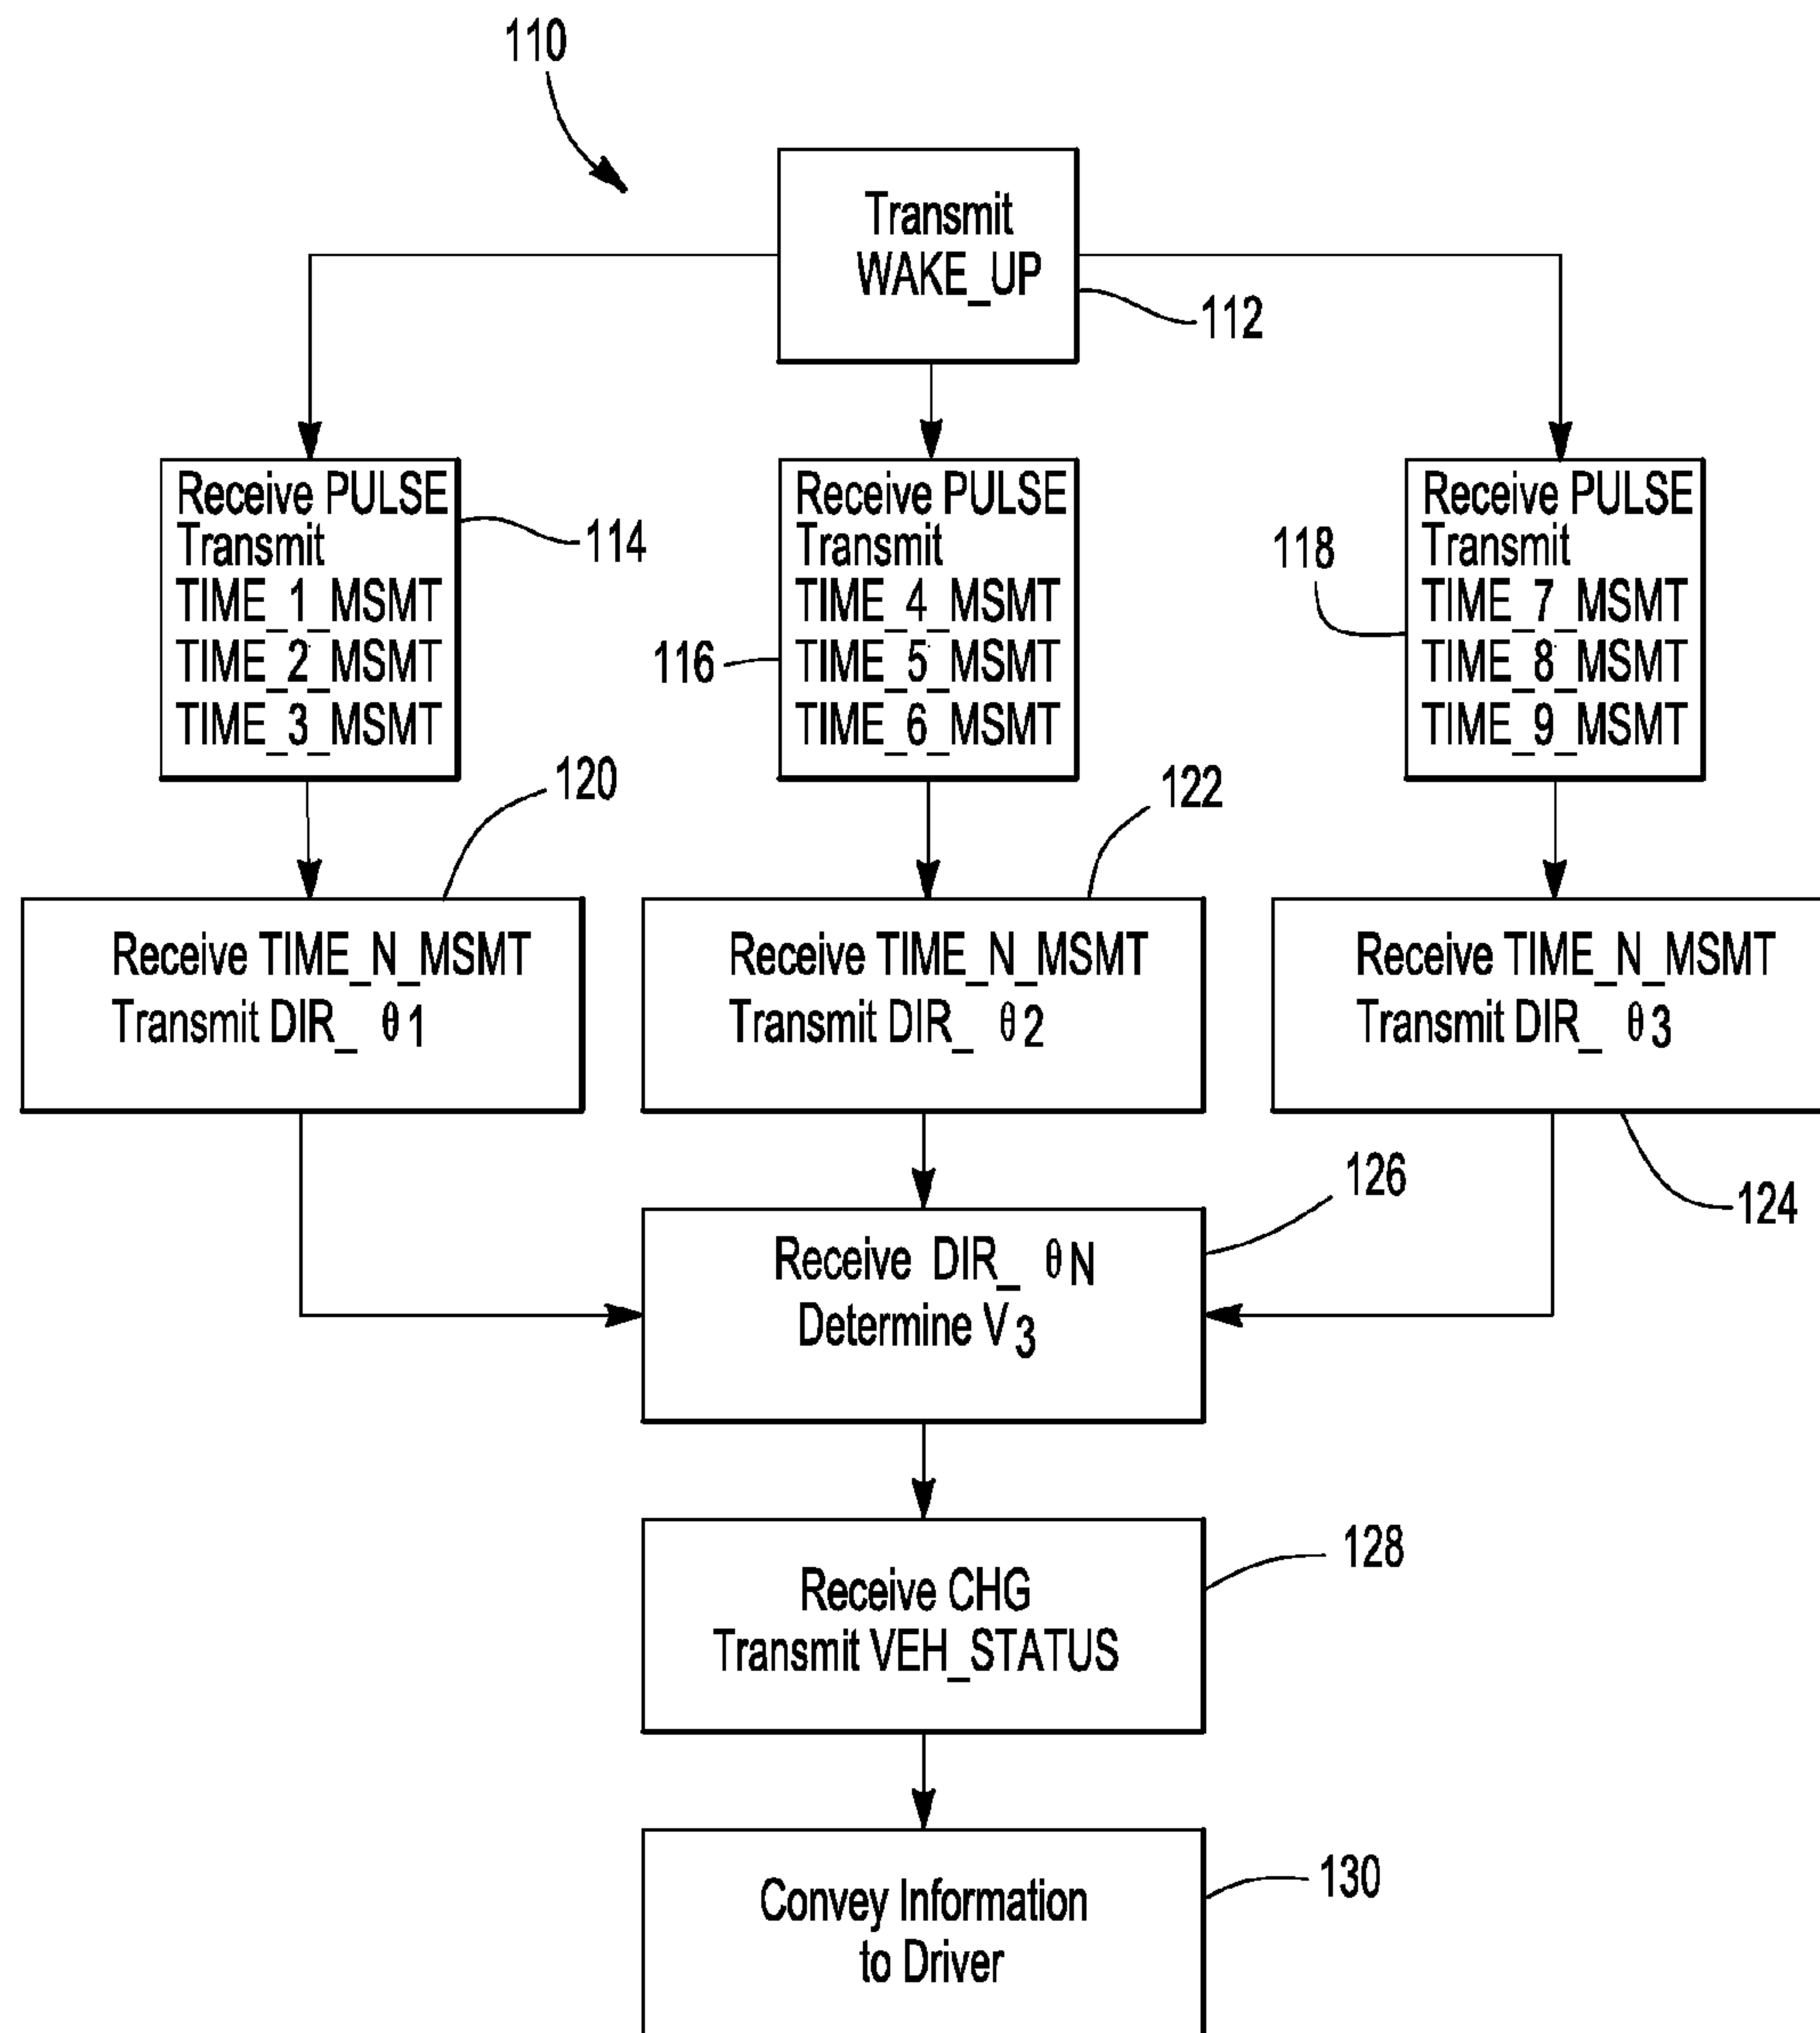 110
Transmit
WAKE_UP
112
Receive PULSE
Transmit
TIME_1_MSMT
TIME_2_MSMT
TIME_3_MSMT
114
Receive PULSE
Transmit
TIME_4_MSMT
TIME_5_MSMT
TIME_6_MSMT
116
Receive PULSE
Transmit
TIME_7_MSMT
TIME_8_MSMT
TIME_9_MSMT
118
120
Receive TIME_N_MSMT
Transmit DIR_ θ1
122
Receive TIME_N_MSMT
Transmit DIR_ θ2
Receive TIME_N_MSMT
Transmit DIR_ θ3
124
126
Receive DIR_ θN
Determine V3
128
Receive CHG
Transmit VEH_STATUS
130
Convey Information
to Driver